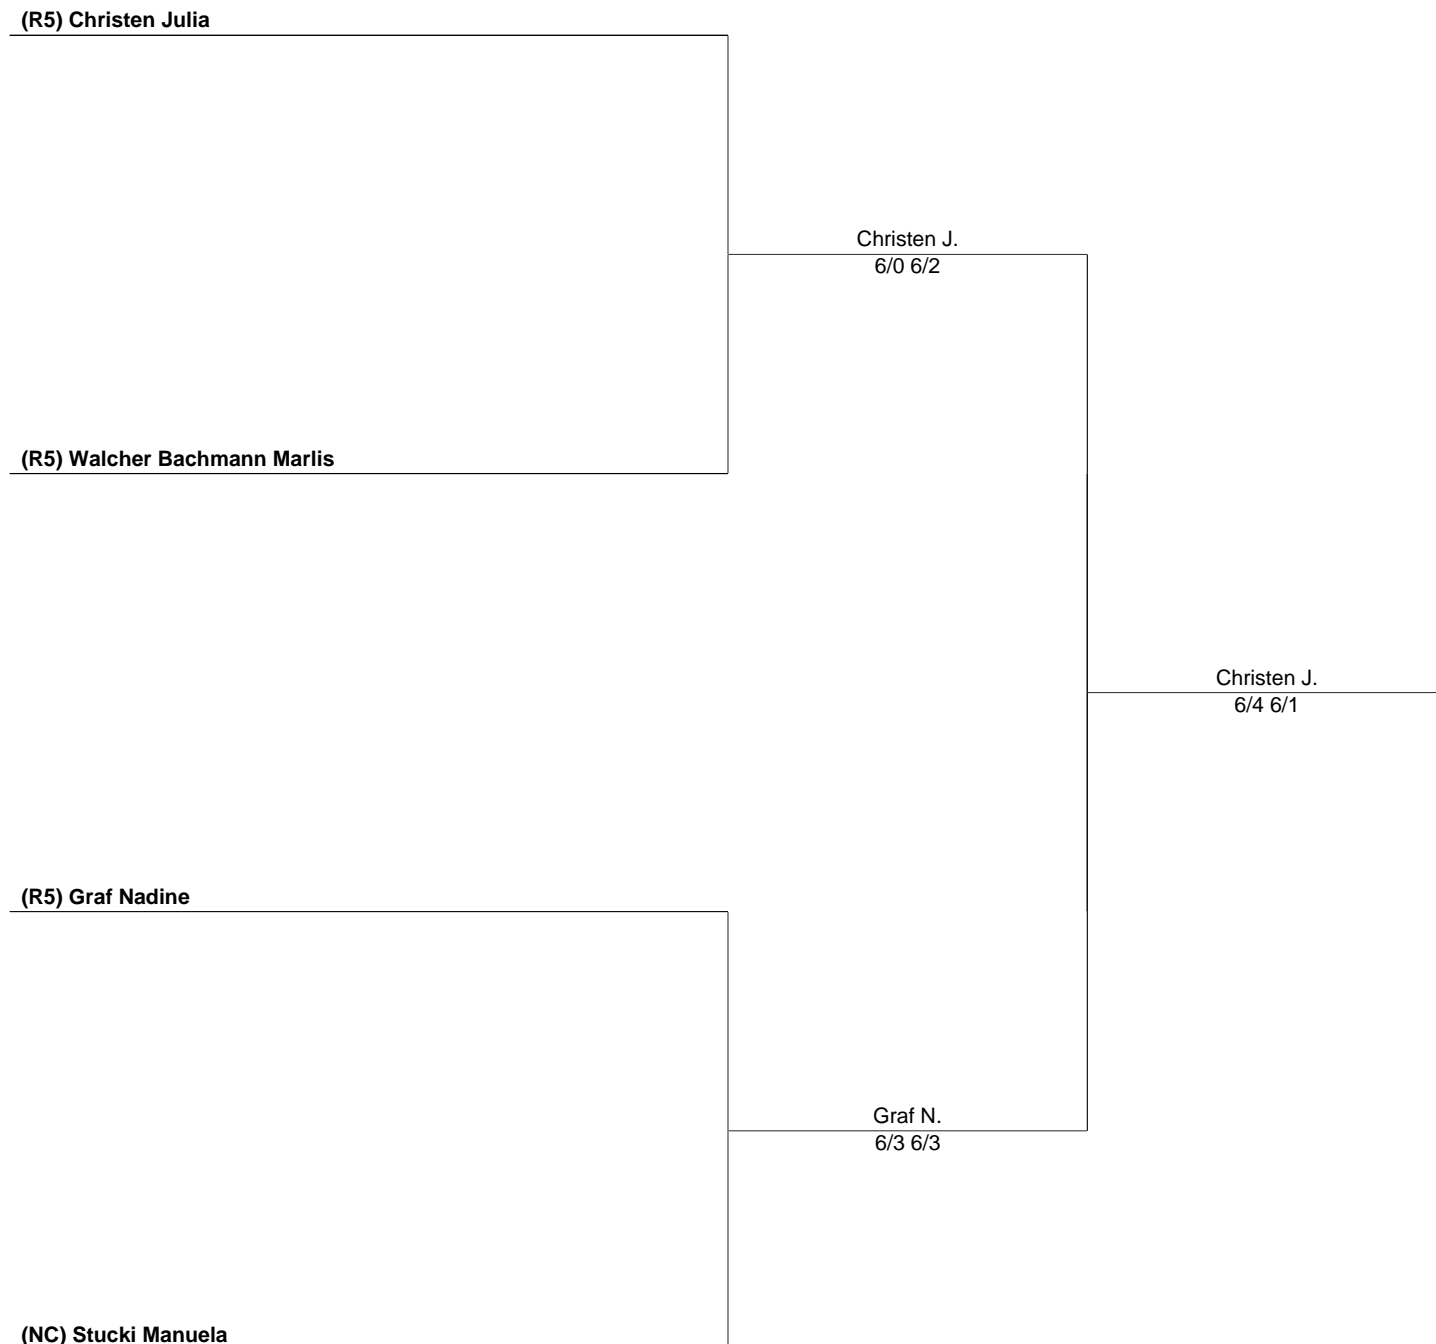 (R5) Christen Julia
Christen J.
6/0 6/2
(R5) Walcher Bachmann Marlis
Christen J.
6/4 6/1
(R5) Graf Nadine
Graf N.
6/3 6/3
(NC) Stucki Manuela